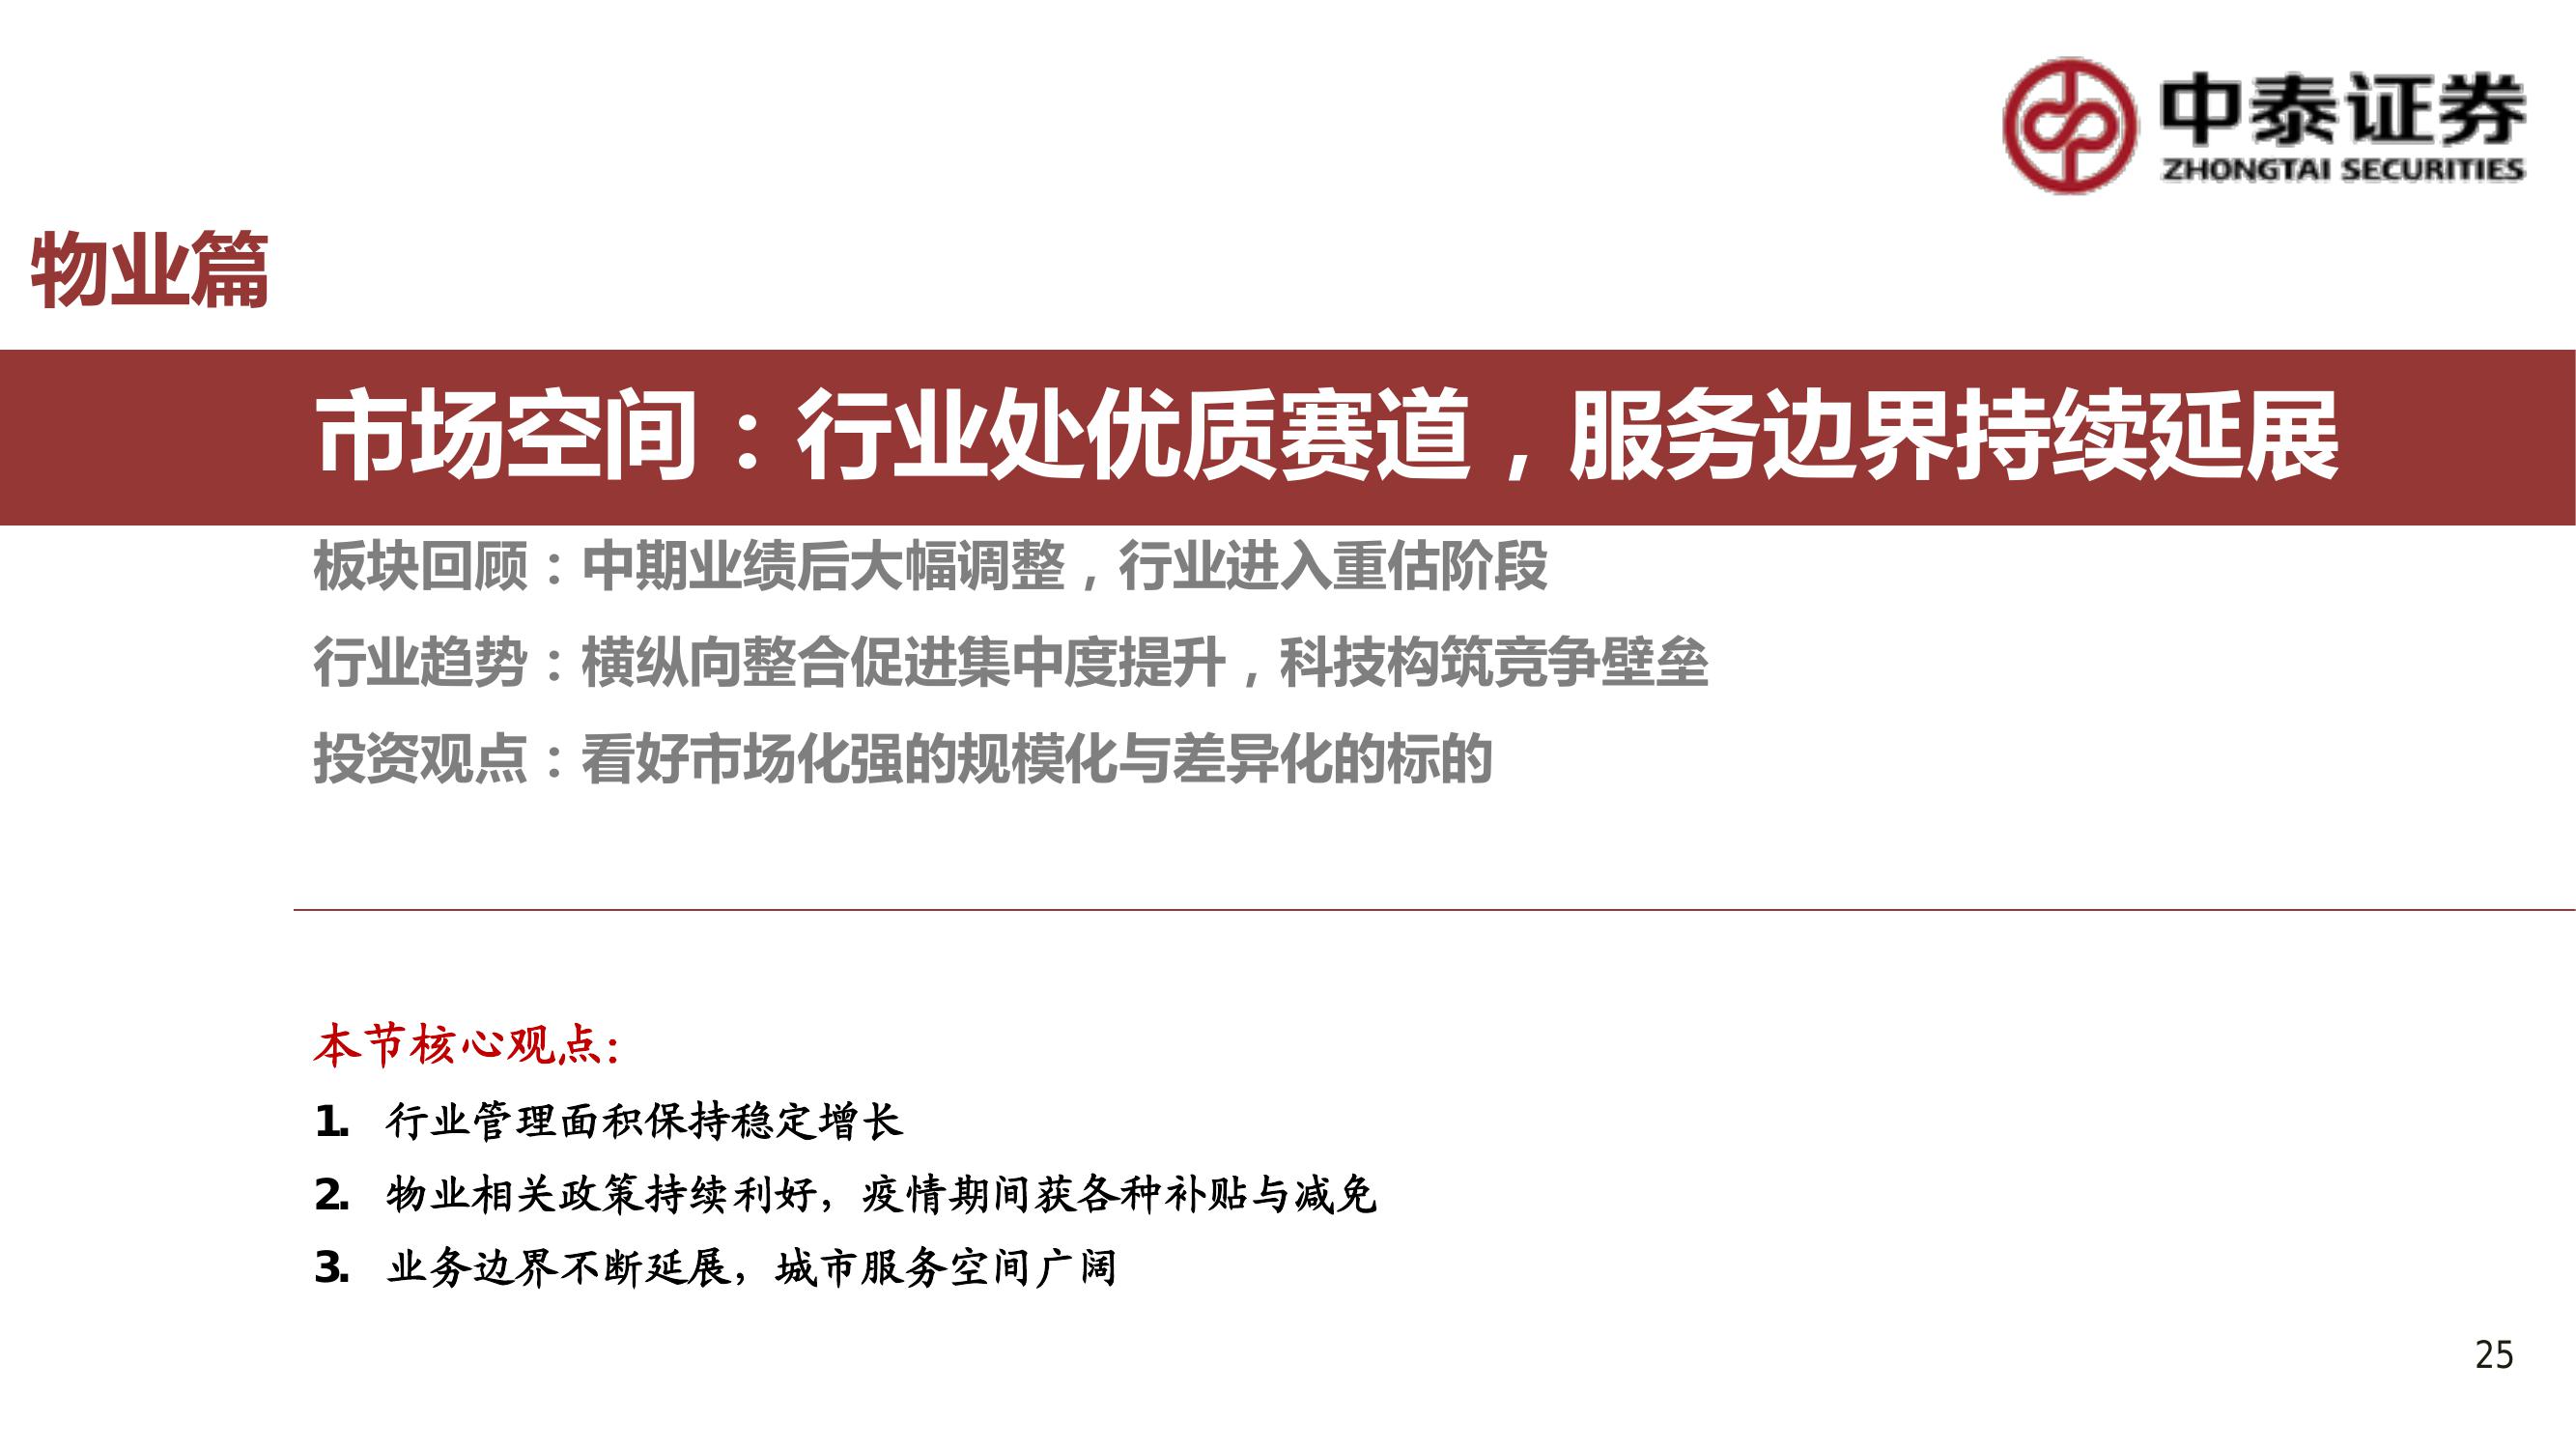 中泰证券
ZHONGTAI SECURITIES
物业篇
市场空间：行业处优质赛道，服务边界持续延展
板块回顾：中期业绩后大幅调整，行业进入重估阶段
行业趋势：横纵向整合促进集中度提升，科技构筑竞争壁垒
投资观点：看好市场化强的规模化与差异化的标的
本节核心观点：
1. 行业管理面积保持稳定增长
2. 物业相关政策持续利好，疫情期间获各种补贴与减免
3. 业务边界不断延展，城市服务空间广阔
25